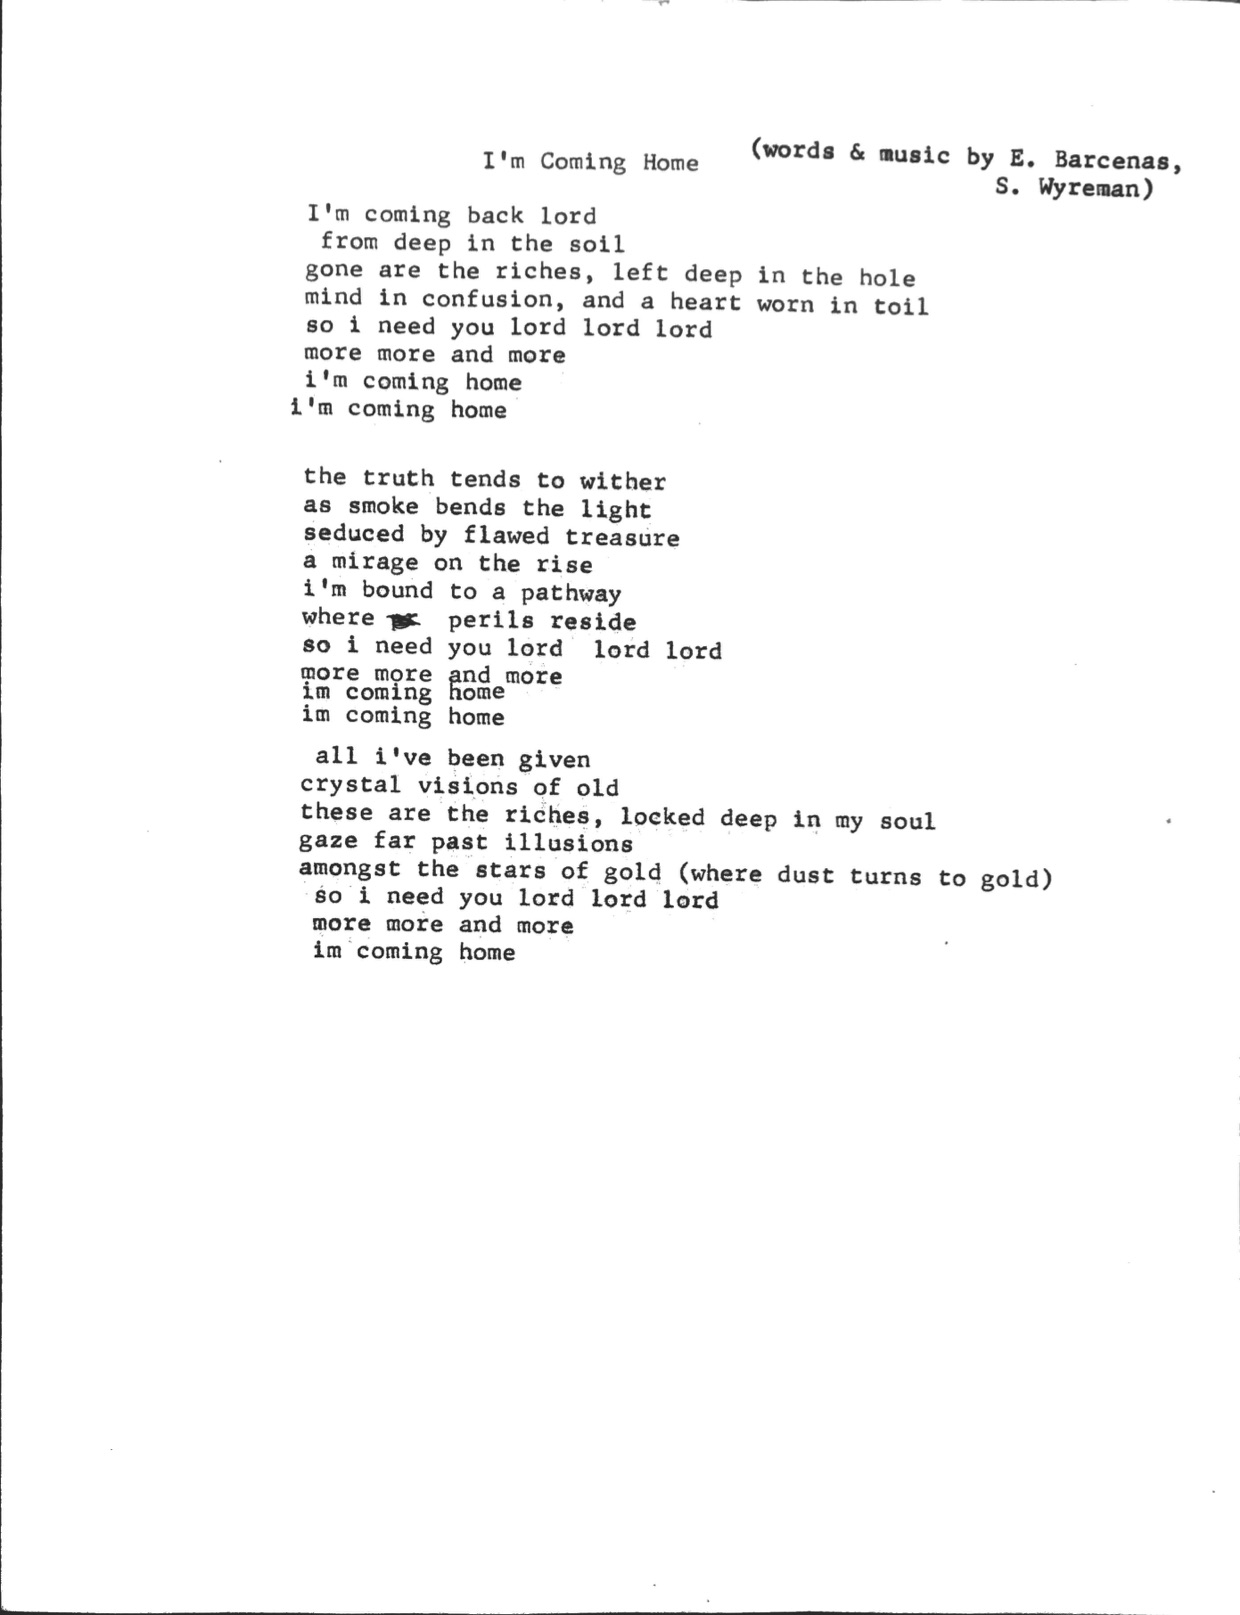 I'm Coming Home (words & music by E. Barcenas,
S. Wyreman)
I'm coming back lord
from deep in the soil
gone are the riches, left deep in the hole
mind in confusion, and a heart worn in toil
so i need you lord lord lord
more more and more
i'm coming home
i'm coming home
the truth tends to wither
as smoke bends the light
seduced by flawed treasure
a mirage on the rise
i'm bound to a pathway
where perils reside
so i need you lord lord lord
more more and more
im coming home
im coming home
all i've been given
crystal visions of old
these are the riches, locked deep in my soul
gaze far past illusions
amongst the stars of gold (where dust turns to gold)
so i need you lord lord lord
more more and more
im coming home